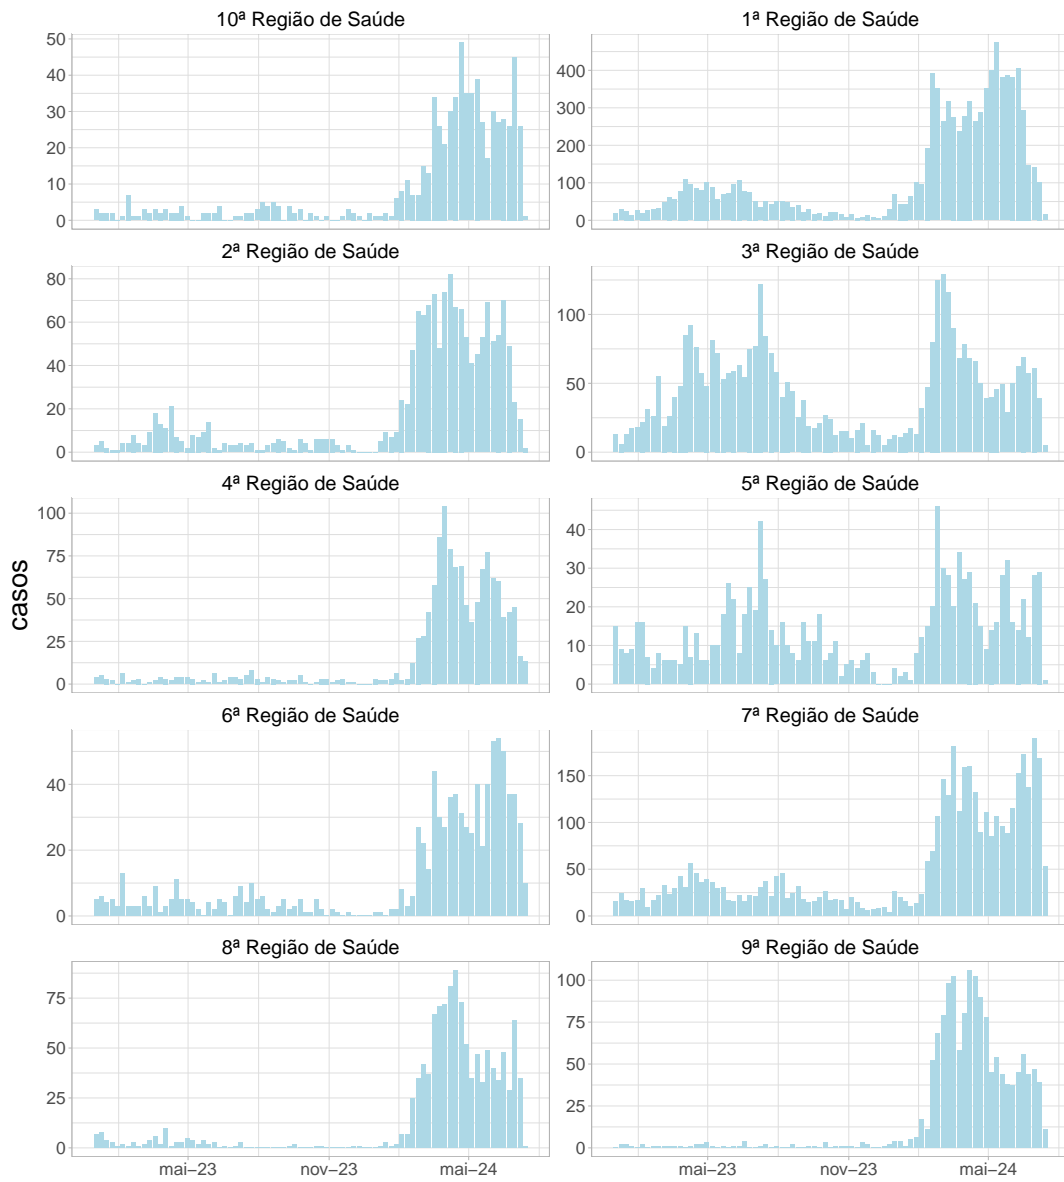 10ª Região de Saúde
1ª Região de Saúde
50
40
30
20
10
0
400
300
200
100
0
2ª Região de Saúde
3ª Região de Saúde
80
60
40
20
0
100
50
0
4ª Região de Saúde
5ª Região de Saúde
100
75
50
25
0
40
30
20
10
0
6ª Região de Saúde
7ª Região de Saúde
40
20
0
150
100
50
0
8ª Região de Saúde
9ª Região de Saúde
75
50
25
0
100
75
50
25
0
mai–23
nov–23
mai–24
mai–23
nov–23
mai–24
casos